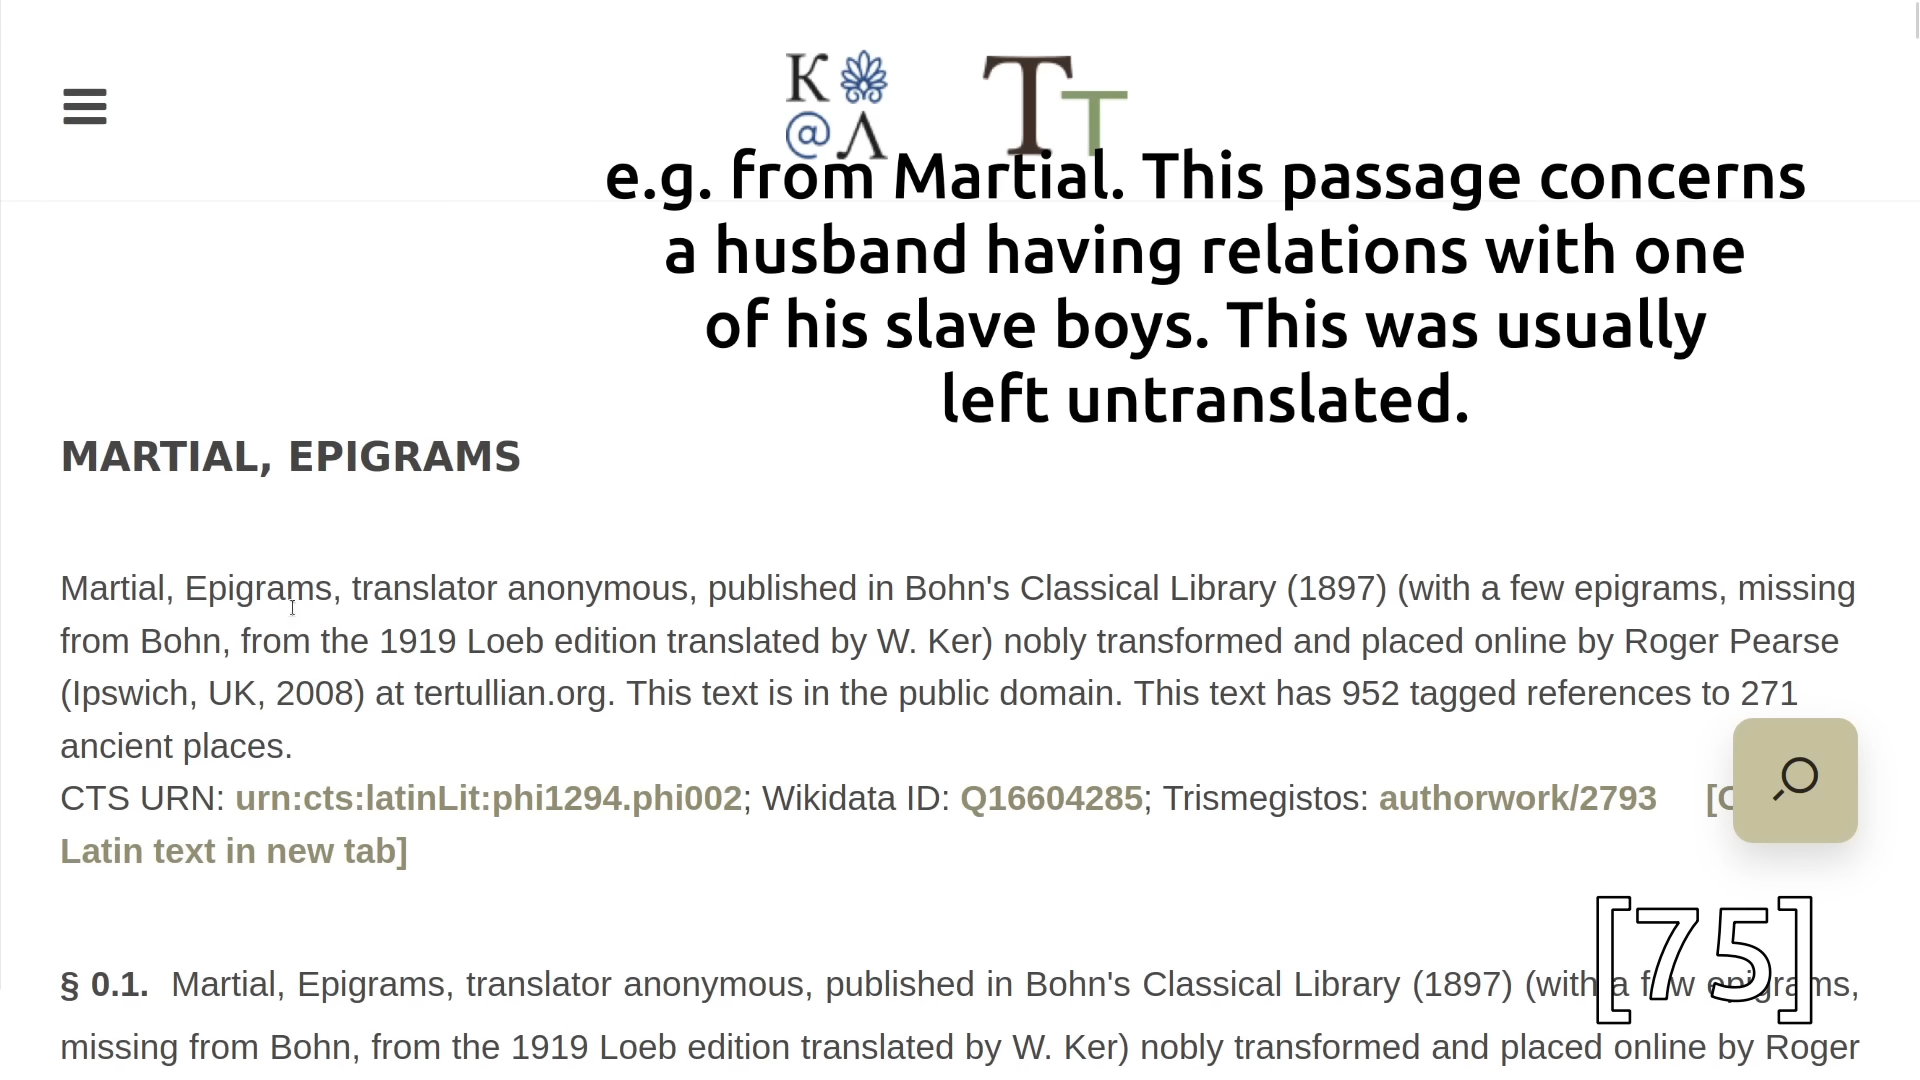 K
@Λ
TT
e.g. from Martial. This passage concerns
a husband having relations with one
of his slave boys. This was usually
left untranslated.
MARTIAL, EPIGRAMS
Martial, Epigrams, translator anonymous, published in Bohn's Classical Library (1897) (with a few epigrams, missing
from Bohn, from the 1919 Loeb edition translated by W. Ker) nobly transformed and placed online by Roger Pearse
(Ipswich, UK, 2008) at tertullian.org. This text is in the public domain. This text has 952 tagged references to 271
ancient places.
CTS URN: urn:cts:latinLit:phi1294.phi002; Wikidata ID: Q16604285; Trismegistos: authorwork/2793
Latin text in new tab]
[75]
§ 0.1. Martial, Epigrams, translator anonymous, published in Bohn's Classical Library (1897) (with a few epigrams,
missing from Bohn, from the 1919 Loeb edition translated by W. Ker) nobly transformed and placed online by Roger